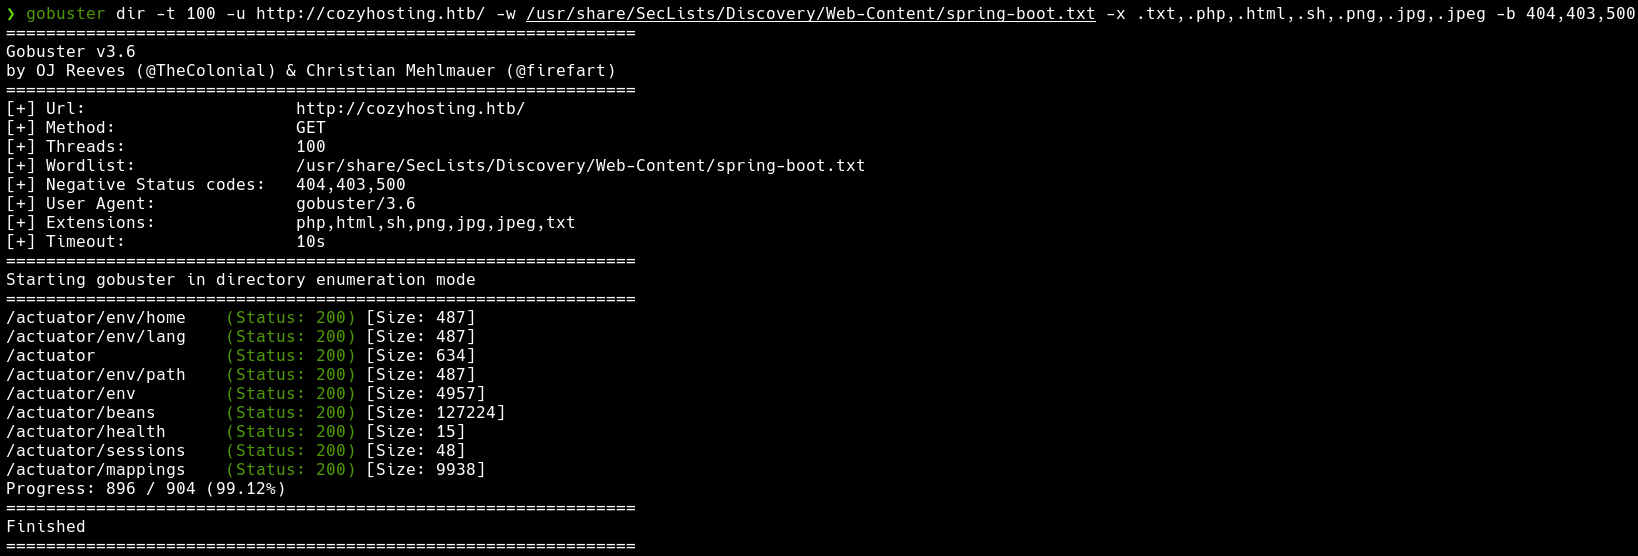 ❯ gobuster dir -t 100 -u http://cozyhosting.htb/ -w /usr/share/SecLists/Discovery/Web-Content/spring-boot.txt -x .txt,.php,.html,.sh,.png,.jpg,.jpeg -b 404,403,500
===============================================================
Gobuster v3.6
by OJ Reeves (@TheColonial) & Christian Mehlmauer (@firefart)
===============================================================
[+] Url:                     http://cozyhosting.htb/
[+] Method:                  GET
[+] Threads:                 100
[+] Wordlist:                /usr/share/SecLists/Discovery/Web-Content/spring-boot.txt
[+] Negative Status codes:   404,403,500
[+] User Agent:              gobuster/3.6
[+] Extensions:              php,html,sh,png,jpg,jpeg,txt
[+] Timeout:                 10s
===============================================================
Starting gobuster in directory enumeration mode
===============================================================
/actuator/env/home    (Status: 200) [Size: 487]
/actuator/env/lang    (Status: 200) [Size: 487]
/actuator             (Status: 200) [Size: 634]
/actuator/env/path    (Status: 200) [Size: 487]
/actuator/env         (Status: 200) [Size: 4957]
/actuator/beans       (Status: 200) [Size: 127224]
/actuator/health      (Status: 200) [Size: 15]
/actuator/sessions    (Status: 200) [Size: 48]
/actuator/mappings    (Status: 200) [Size: 9938]
Progress: 896 / 904 (99.12%)
===============================================================
Finished
===============================================================